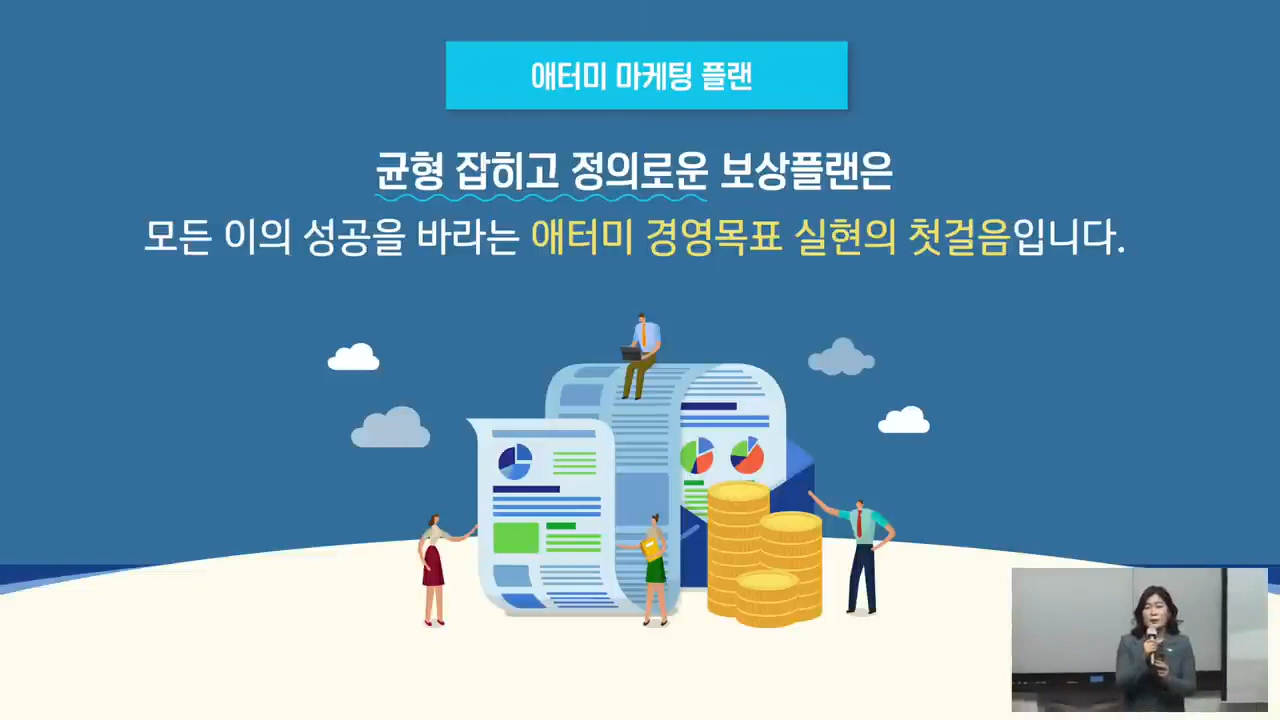 애터미 마케팅 플랜
균형 잡히고 정의로운 보상플랜은
모든 이의 성공을 바라는 애터미 경영목표 실현의 첫걸음입니다.